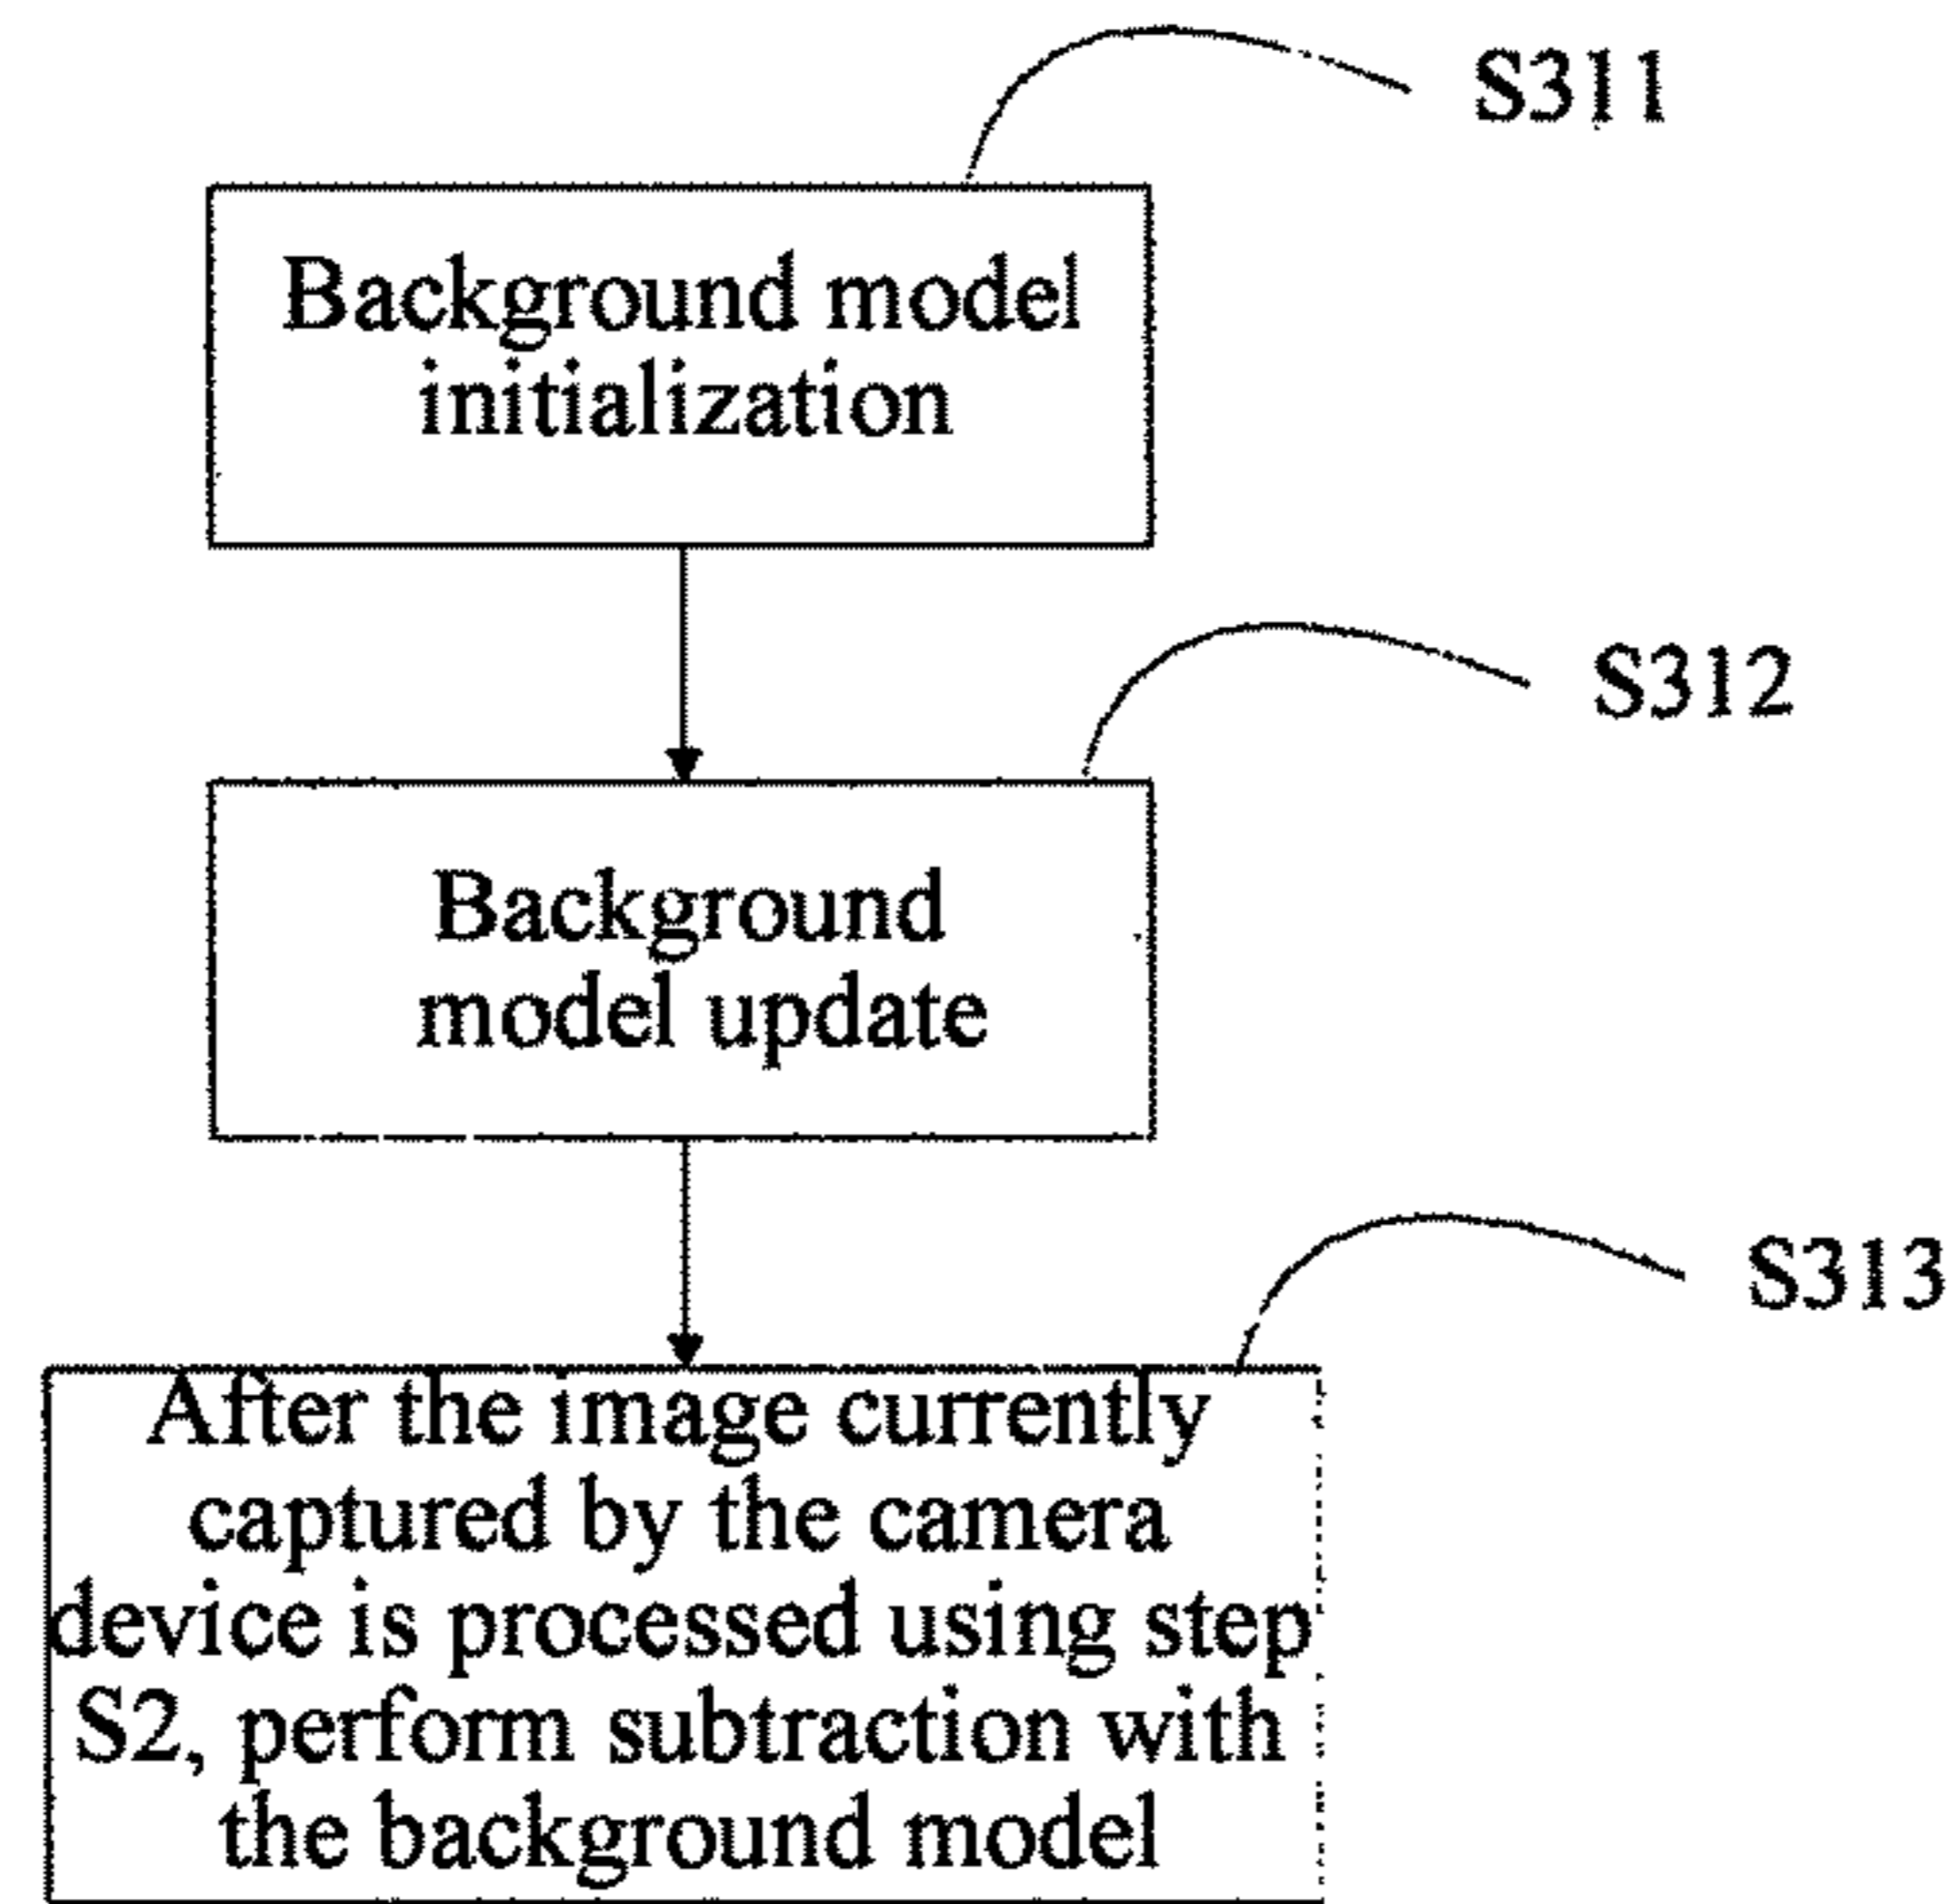 S311
Background model
initialization
S312
Background
model update
S313
After the image currently
captured by the camera
device is processed using step
S2, perform subtraction with
the background model